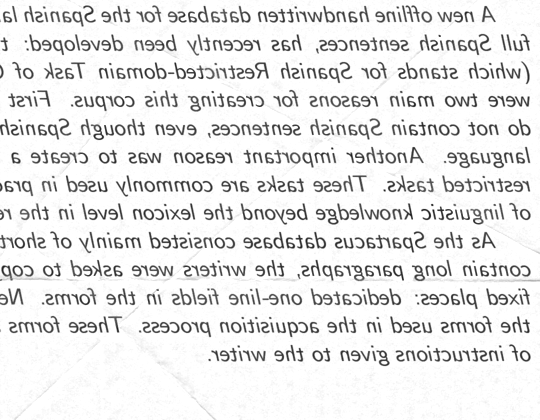 A new offline handwritten database for the Spanish la
full Spanish sentences, has recently been developed: t
(which stands for Spanish Restricted-domain Task of C
were two main reasons for creating this corpus. First
do not contain Spanish sentences, even though Spanish
language. Another important reason was to create a
restricted tasks. These tasks are commonly used in prac
of linguistic knowledge beyond the lexicon level in the re
As the Spartacus database consisted mainly of short
contain long paragraphs, the writers were asked to cop
fixed places: dedicated one-line fields in the forms. Ne
the forms used in the acquisition process. These forms
of instructions given to the writer.